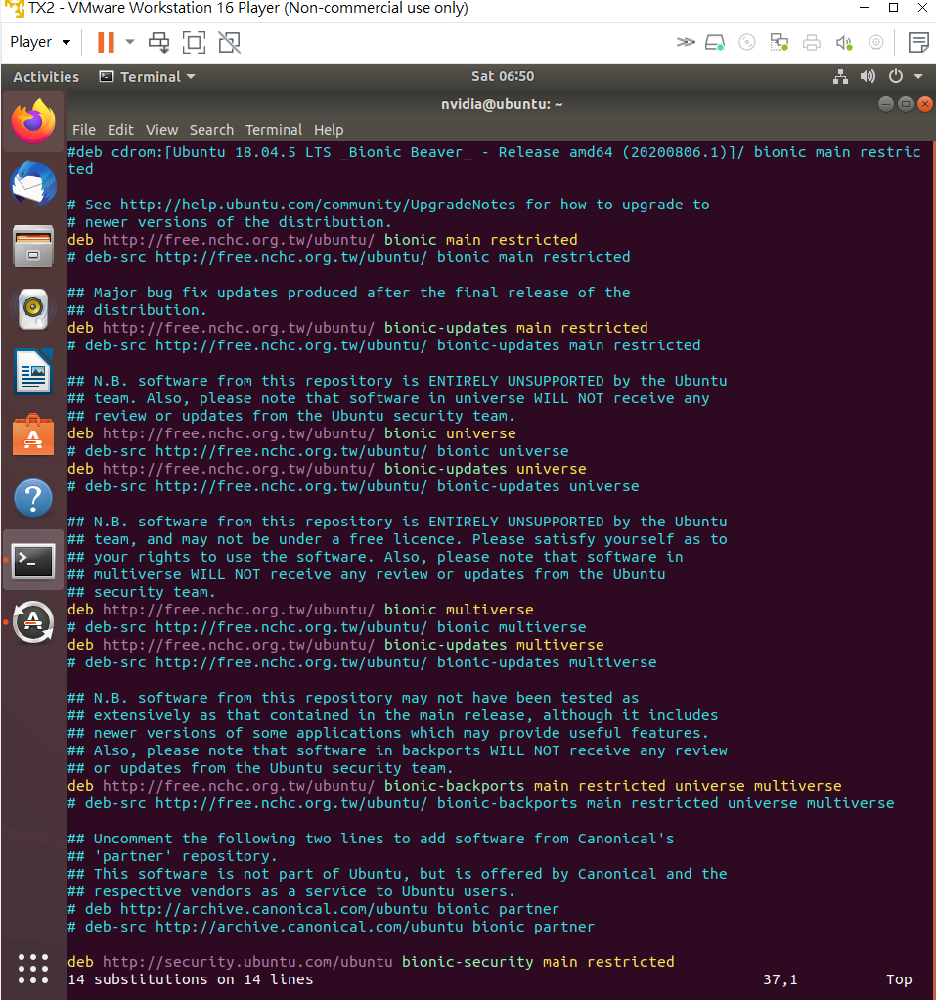 TX2 - VMware Workstation 16 Player (Non-commercial use only)
Player
Activities Terminal Sat 06:50
nvidia@ubuntu: ~
File Edit View Search Terminal Help
#deb cdrom:[Ubuntu 18.04.5 LTS _Bionic Beaver_ - Release amd64 (20200806.1)]/ bionic main restric
ted
# See http://help.ubuntu.com/community/UpgradeNotes for how to upgrade to
# newer versions of the distribution.
deb http://free.nchc.org.tw/ubuntu/ bionic main restricted
# deb-src http://free.nchc.org.tw/ubuntu/ bionic main restricted
## Major bug fix updates produced after the final release of the
## distribution.
deb http://free.nchc.org.tw/ubuntu/ bionic-updates main restricted
# deb-src http://free.nchc.org.tw/ubuntu/ bionic-updates main restricted
## N.B. software from this repository is ENTIRELY UNSUPPORTED by the Ubuntu
## team. Also, please note that software in universe WILL NOT receive any
## review or updates from the Ubuntu security team.
deb http://free.nchc.org.tw/ubuntu/ bionic universe
# deb-src http://free.nchc.org.tw/ubuntu/ bionic universe
deb http://free.nchc.org.tw/ubuntu/ bionic-updates universe
# deb-src http://free.nchc.org.tw/ubuntu/ bionic-updates universe
## N.B. software from this repository is ENTIRELY UNSUPPORTED by the Ubuntu
## team, and may not be under a free licence. Please satisfy yourself as to
## your rights to use the software. Also, please note that software in
## multiverse WILL NOT receive any review or updates from the Ubuntu
## security team.
deb http://free.nchc.org.tw/ubuntu/ bionic multiverse
# deb-src http://free.nchc.org.tw/ubuntu/ bionic multiverse
deb http://free.nchc.org.tw/ubuntu/ bionic-updates multiverse
# deb-src http://free.nchc.org.tw/ubuntu/ bionic-updates multiverse
## N.B. software from this repository may not have been tested as
## extensively as that contained in the main release, although it includes
## newer versions of some applications which may provide useful features.
## Also, please note that software in backports WILL NOT receive any review
## or updates from the Ubuntu security team.
deb http://free.nchc.org.tw/ubuntu/ bionic-backports main restricted universe multiverse
# deb-src http://free.nchc.org.tw/ubuntu/ bionic-backports main restricted universe multiverse
## Uncomment the following two lines to add software from Canonical's
## 'partner' repository.
## This software is not part of Ubuntu, but is offered by Canonical and the
## respective vendors as a service to Ubuntu users.
# deb http://archive.canonical.com/ubuntu bionic partner
# deb-src http://archive.canonical.com/ubuntu bionic partner
deb http://security.ubuntu.com/ubuntu bionic-security main restricted
14 substitutions on 14 lines 37,1 Top